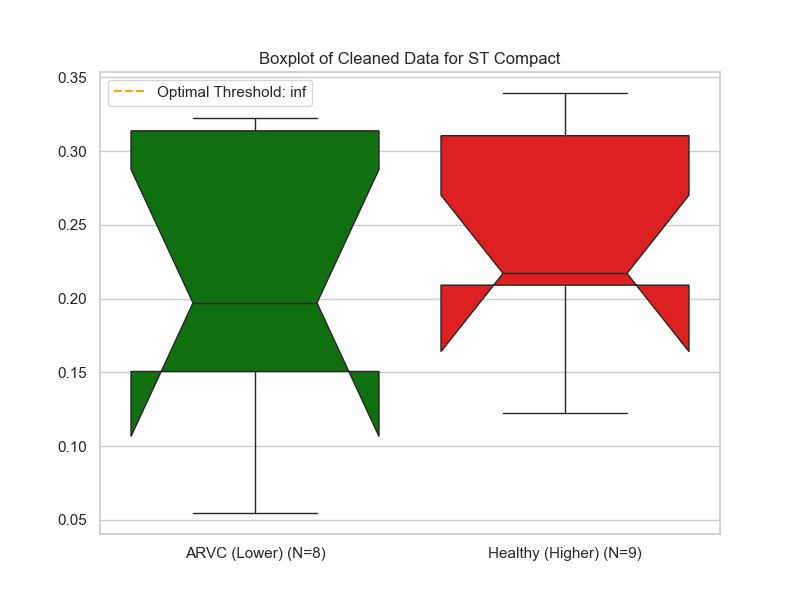 Boxplot of Cleaned Data for ST Compact
Optimal Threshold: inf
0.35
0.30
0.25
0.20
0.15
0.10
0.05
ARVC (Lower) (N=8)
Healthy (Higher) (N=9)